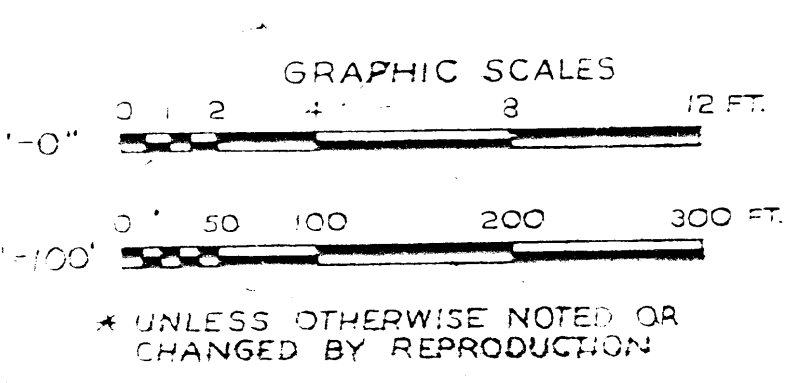 GRAPHIC SCALES
0 1 2 4 8 12 FT.
'-0"
0 50 100 200 300 FT.
'-100'
* UNLESS OTHERWISE NOTED OR
CHANGED BY REPRODUCTION